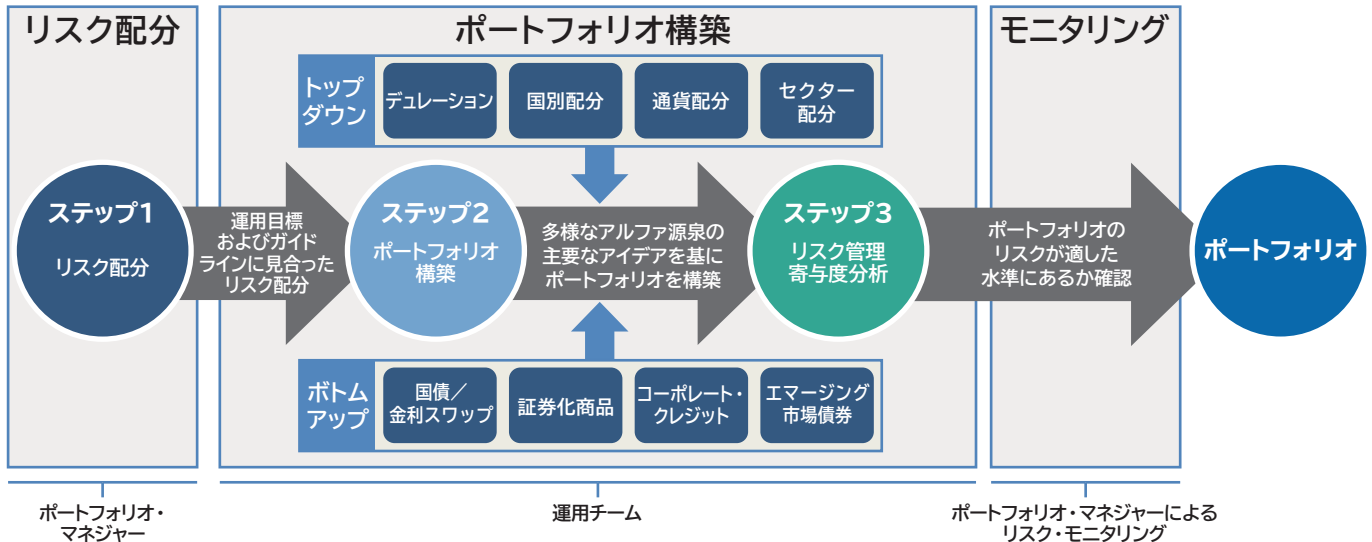 リスク配分
ポートフォリオ構築
モニタリング
トップ
ダウン
デュレーション
国別配分
通貨配分
セクター
配分
ステップ1
リスク配分
運用目標
およびガイド
ラインに見合った
リスク配分
ステップ2
ポートフォリオ
構築
多様なアルファ源泉の
主要なアイデアを基に
ポートフォリオを構築
ステップ3
リスク管理
寄与度分析
ポートフォリオの
リスクが適した
水準にあるか確認
ポートフォリオ
ボトム
アップ
国債／
金利スワップ
証券化商品
コーポレート・
クレジット
エマージング
市場債券
ポートフォリオ・
マネジャー
運用チーム
ポートフォリオ・マネジャーによる
リスク・モニタリング